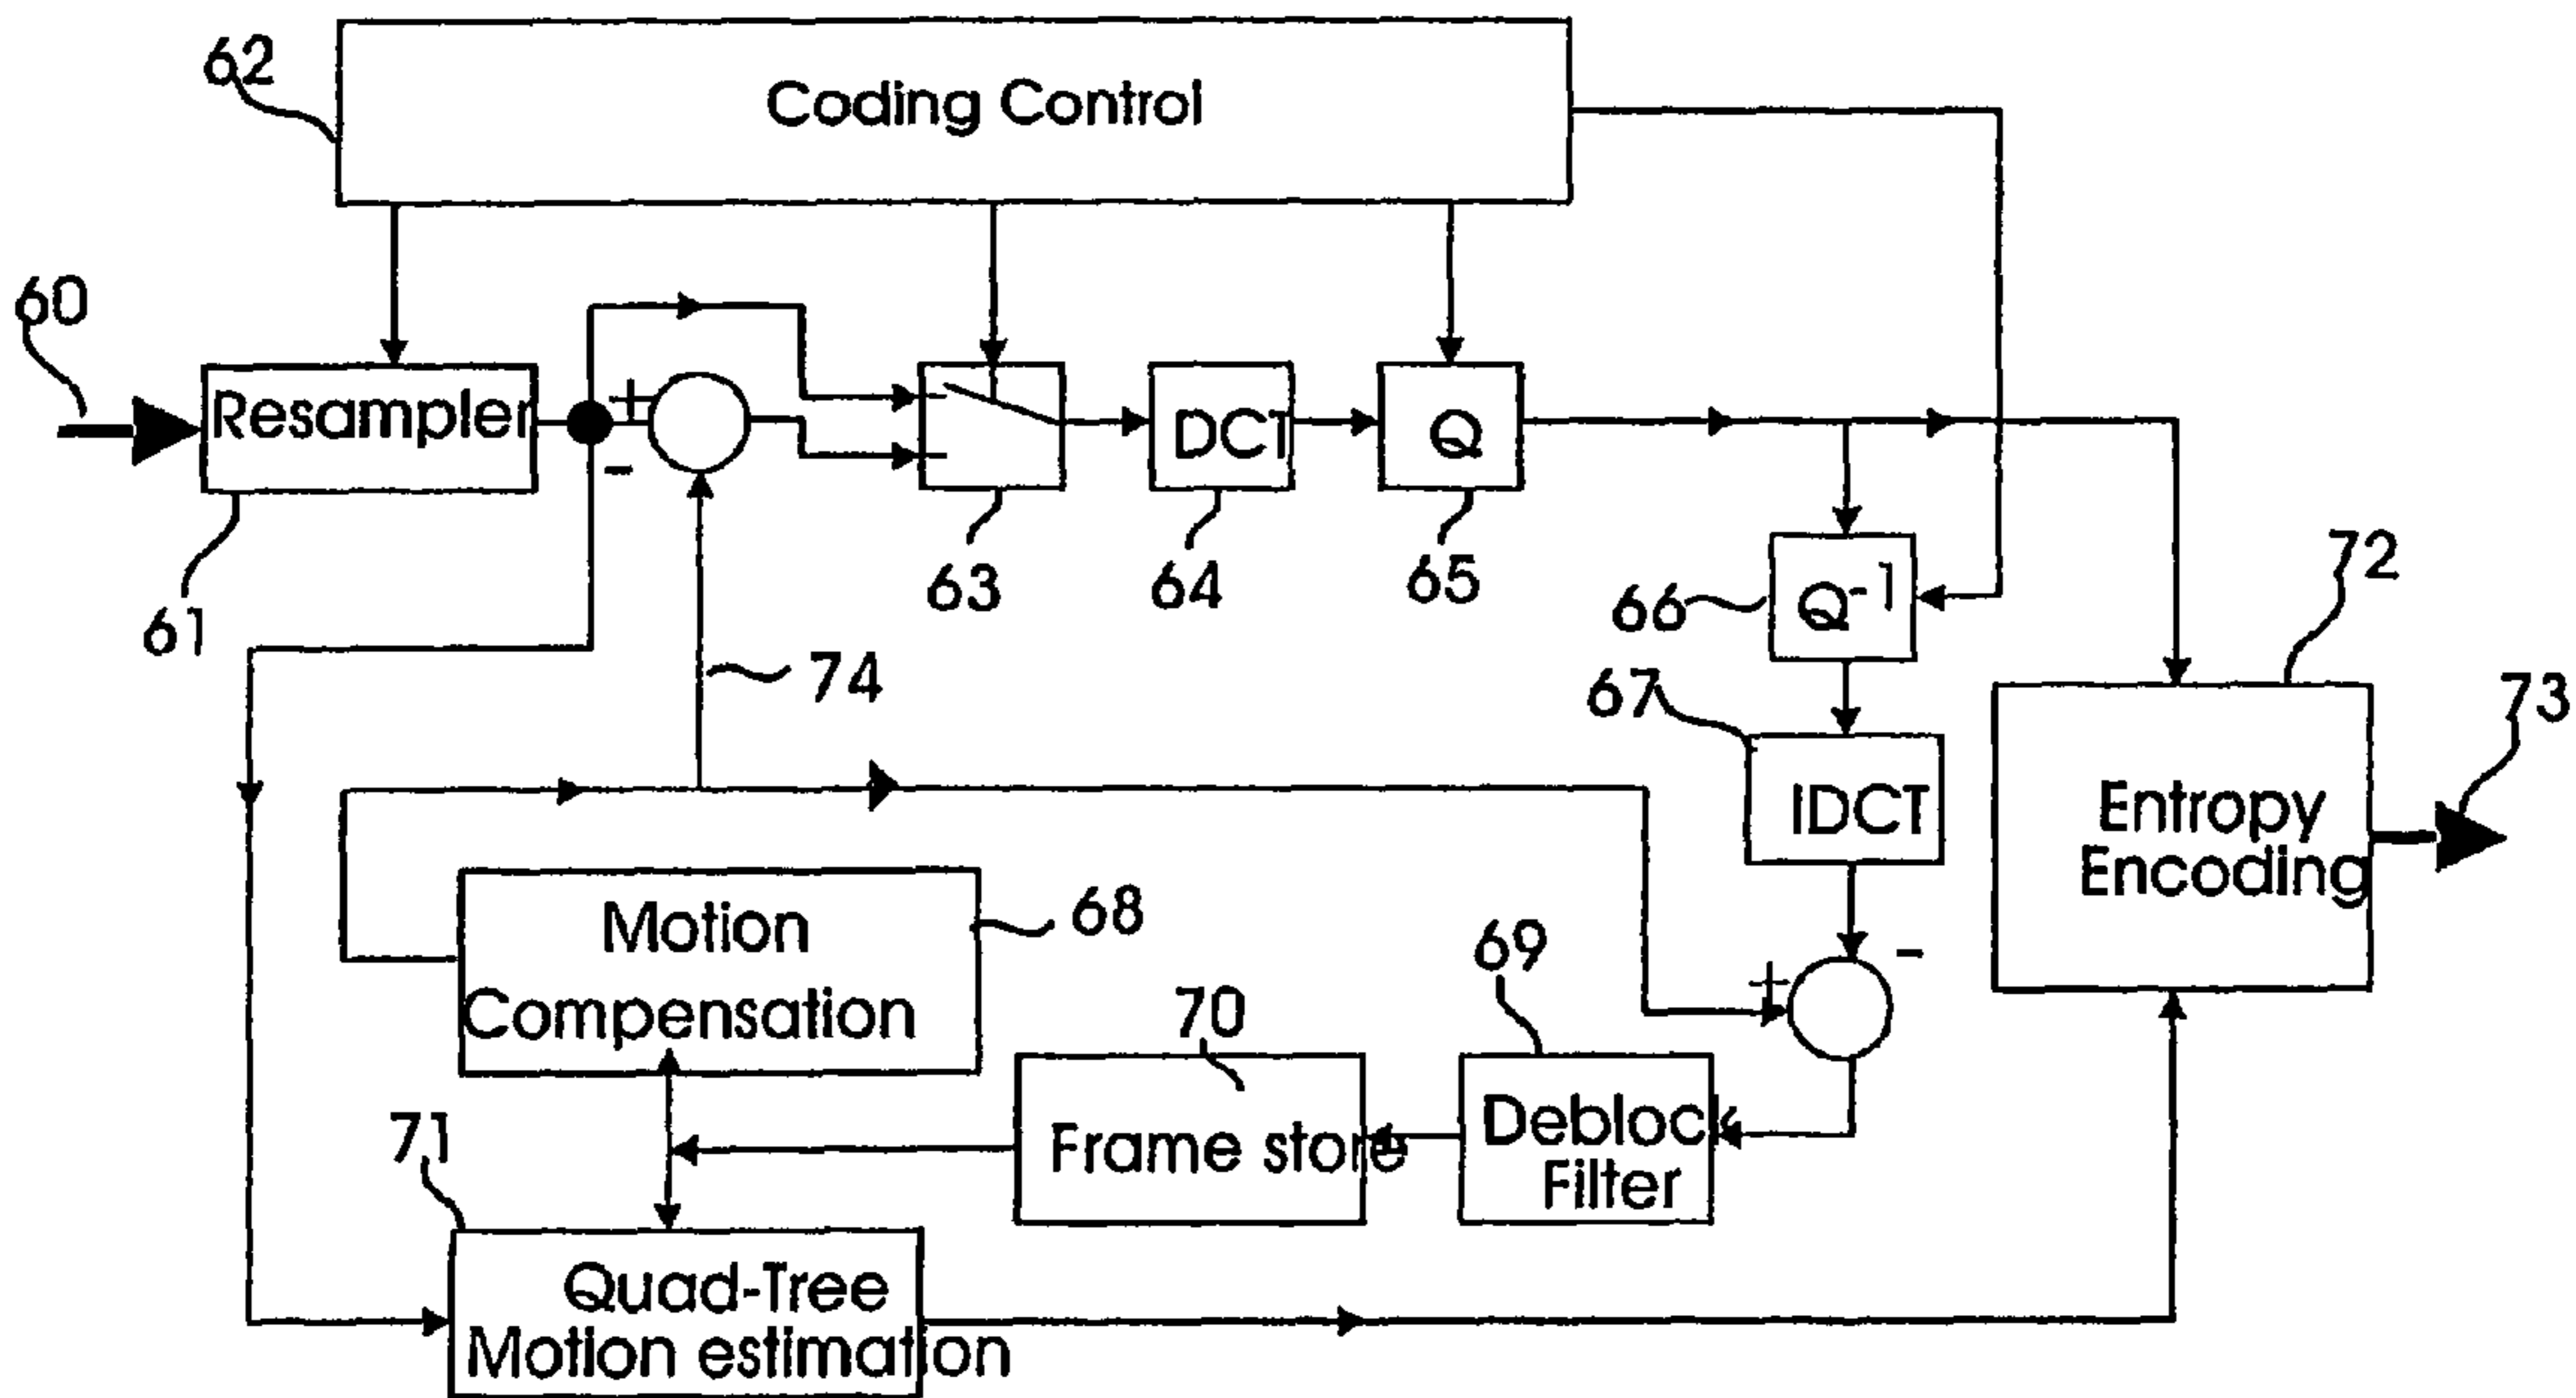 62
Coding Control
60
Resampler
+
-
DCT
Q
61
63
64
65
66
Q-1
72
74
67
73
IDCT
Entropy
Encoding
Motion
Compensation
68
69
-
+
70
Deblock
Filter
Frame store
71
Quad-Tree
Motion estimation